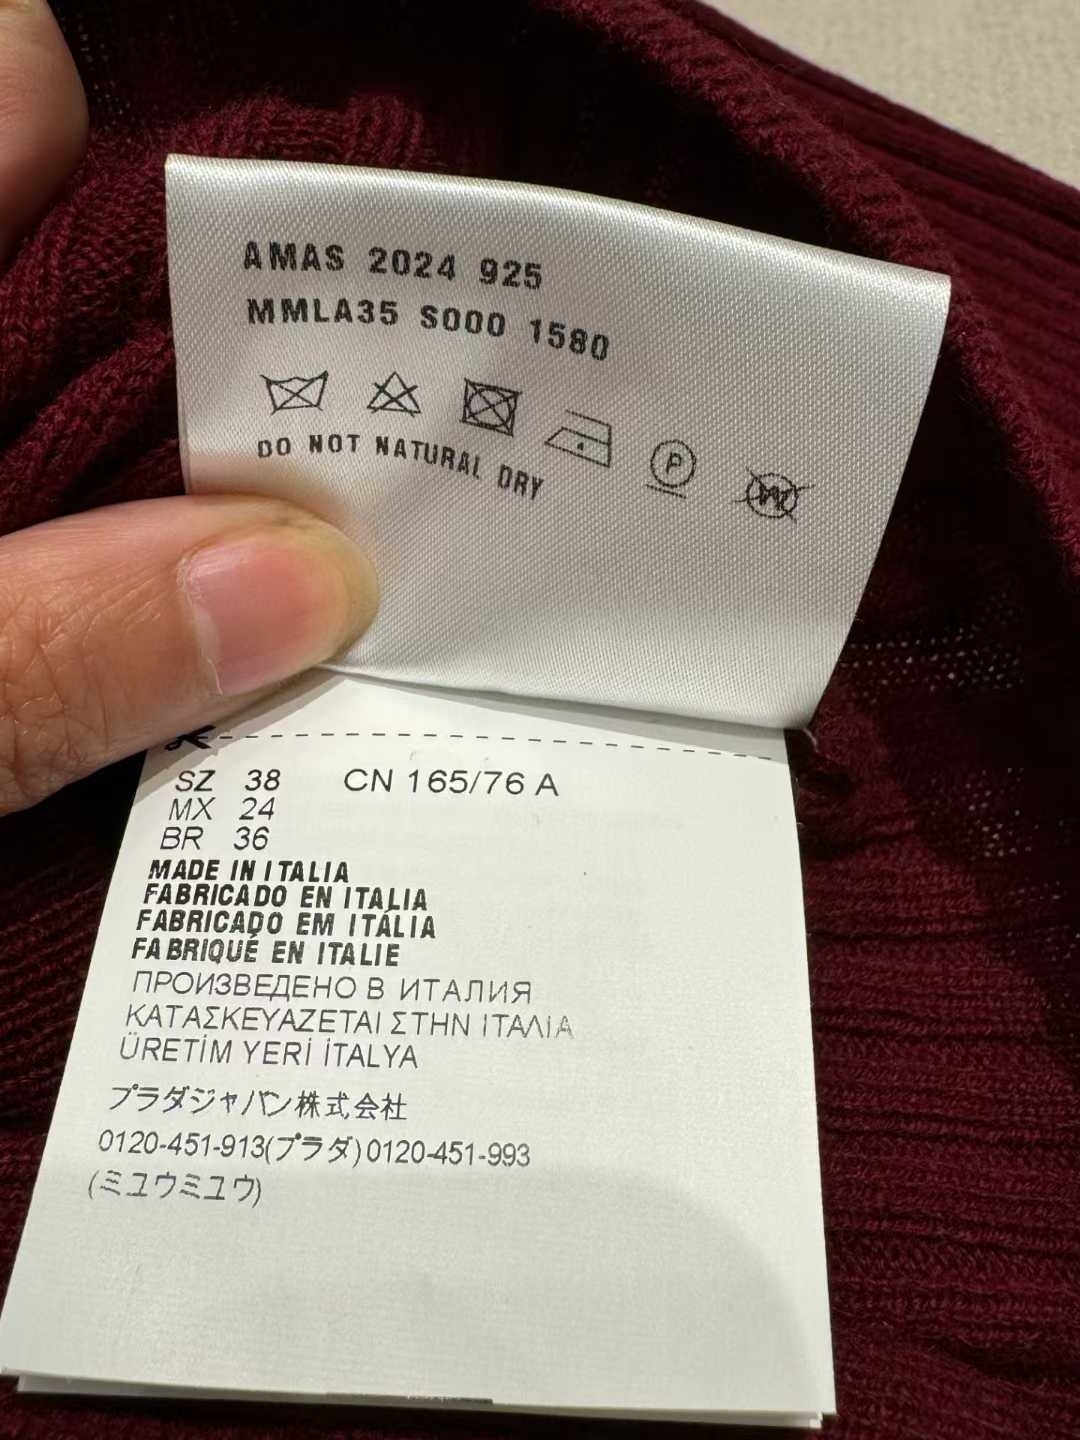 AMAS 2024 925
MMLA35 S000 1580
P
W
DO NOT NATURAL DRY
SZ 38 CN 165/76 A
MX 24
BR 36
MADE IN ITALIA
FABRICADO EN ITALIA
FABRICADO EM ITÁLIA
FABRIQUÉ EN ITALIE
ПРОИЗВЕДЕНО В ИТАЛИЯ
ΚΑΤΑΣΚΕΥΑΖΕΤΑΙ ΣΤΗΝ ΙΤΑΛΙΑ
ÜRETİM YERİ İTALYA
プラダジャパン株式会社
0120-451-913(プラダ)0120-451-993
(ミュウミュウ)